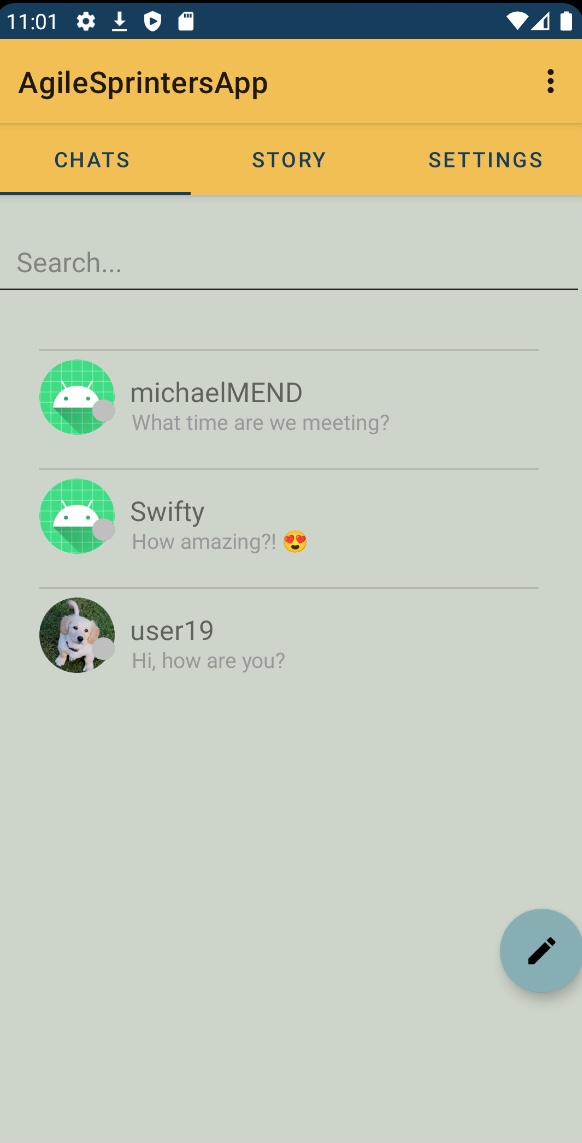 11:01
AgileSprintersApp
CHATS STORY SETTINGS
Search...
michaelMEND
What time are we meeting?
Swifty
How amazing?! 😍
user19
Hi, how are you?